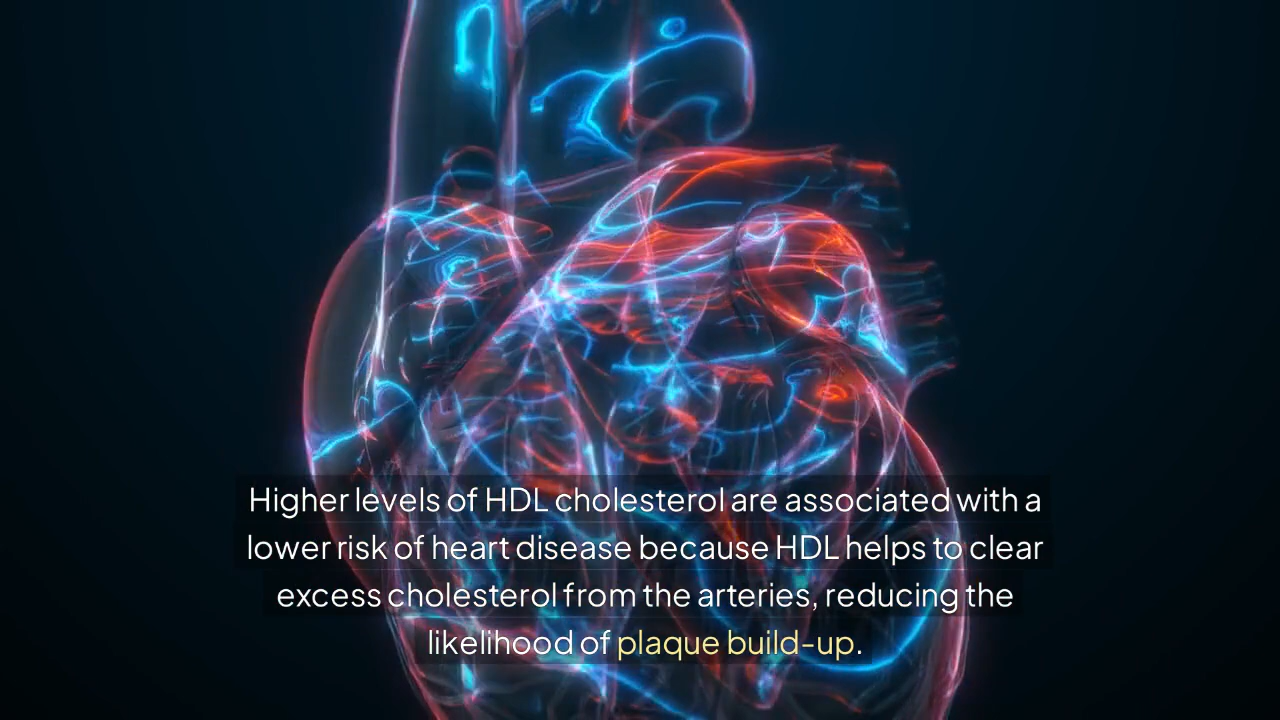 Higher levels of HDL cholesterol are associated with a
lower risk of heart disease because HDL helps to clear
excess cholesterol from the arteries, reducing the
likelihood of plaque build-up.